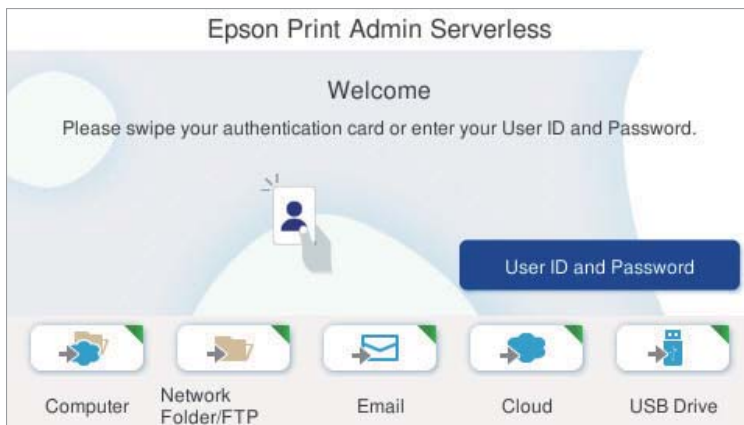 Epson Print Admin Serverless
Welcome
Please swipe your authentication card or enter your User ID and Password.
User ID and Password
Computer
Network
Folder/FTP
Email
Cloud
USB Drive